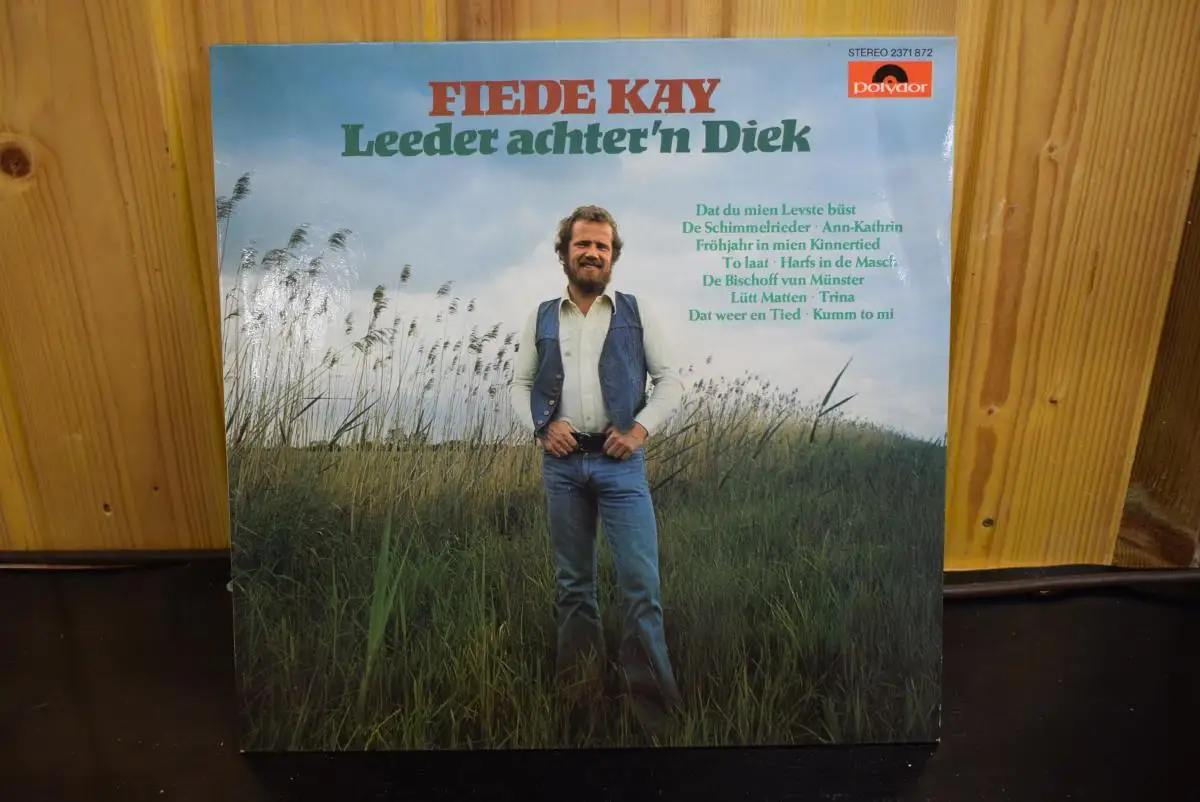 STEREO 2371 872
polydor
FIEDE KAY
Leeder achter'n Diek
Dat du mien Levste büst
De Schimmelrieder · Ann-Kathrin
Fröhjahr in mien Kinnertied
To laat · Harfs in de Masch
De Bischoff vun Münster
Lütt Matten · Trina
Dat weer en Tied · Kumm to mi